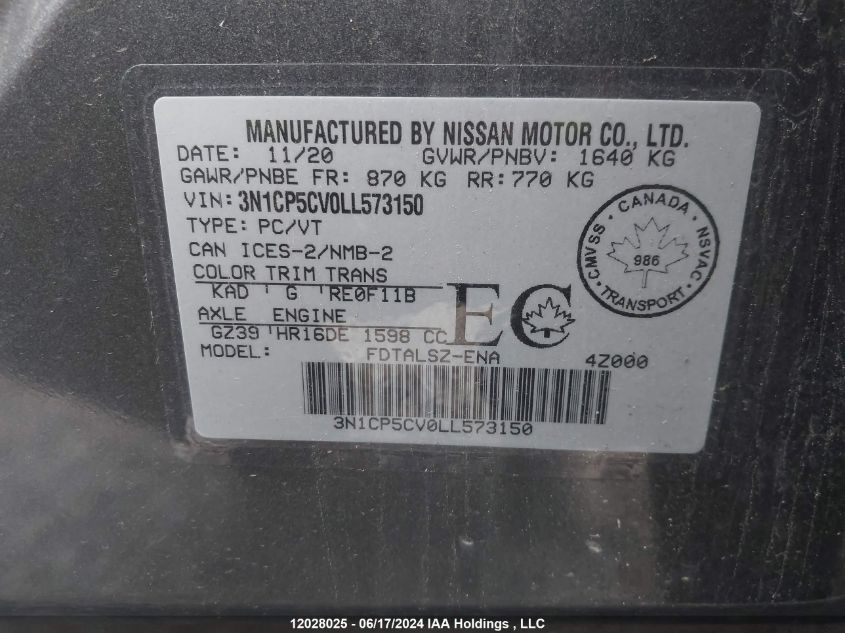 MANUFACTURED BY NISSAN MOTOR CO., LTD.
DATE: 11/20 GVWR/PNBV: 1640 KG
GAWR/PNBE FR: 870 KG RR: 770 KG
VIN: 3N1CP5CV0LL573150
TYPE: PC/VT
CAN ICES-2/NMB-2
COLOR TRIM TRANS
KAD G RE0F11B
AXLE ENGINE
GZ39 HR16DE 1598 CC
EC
CANADA
CMVSS NSVAC
986
TRANSPORT
MODEL: FDTALSZ-ENA 4Z000
3N1CP5CV0LL573150
12028025 - 06/17/2024 IAA Holdings , LLC